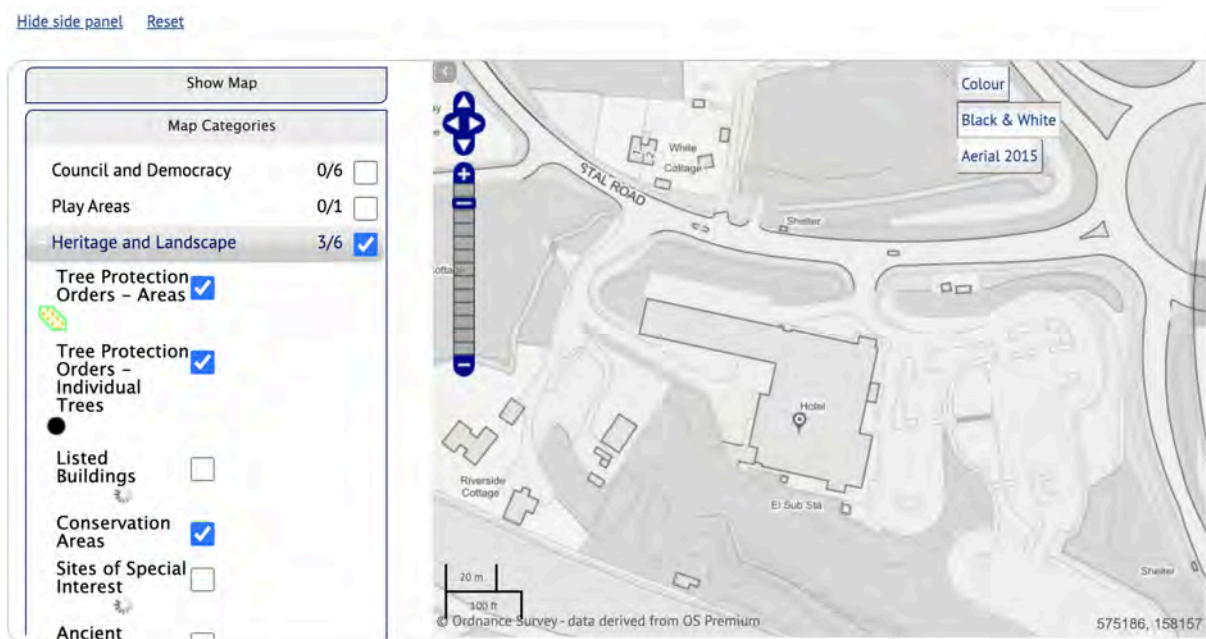 Hide side panel Reset
Show Map
Map Categories
Council and Democracy 0/6
Play Areas 0/1
Heritage and Landscape 3/6
Tree Protection
Orders – Areas
Tree Protection
Orders –
Individual
Trees
Listed
Buildings
Conservation
Areas
Sites of Special
Interest
Ancient
Colour
Black & White
Aerial 2015
White
Cottage
1
2
STAL ROAD
Shelter
Hotel
Riverside
Cottage
El Sub Sta
Shelter
20 m
100 ft
© Ordnance Survey - data derived from OS Premium
575186, 158157